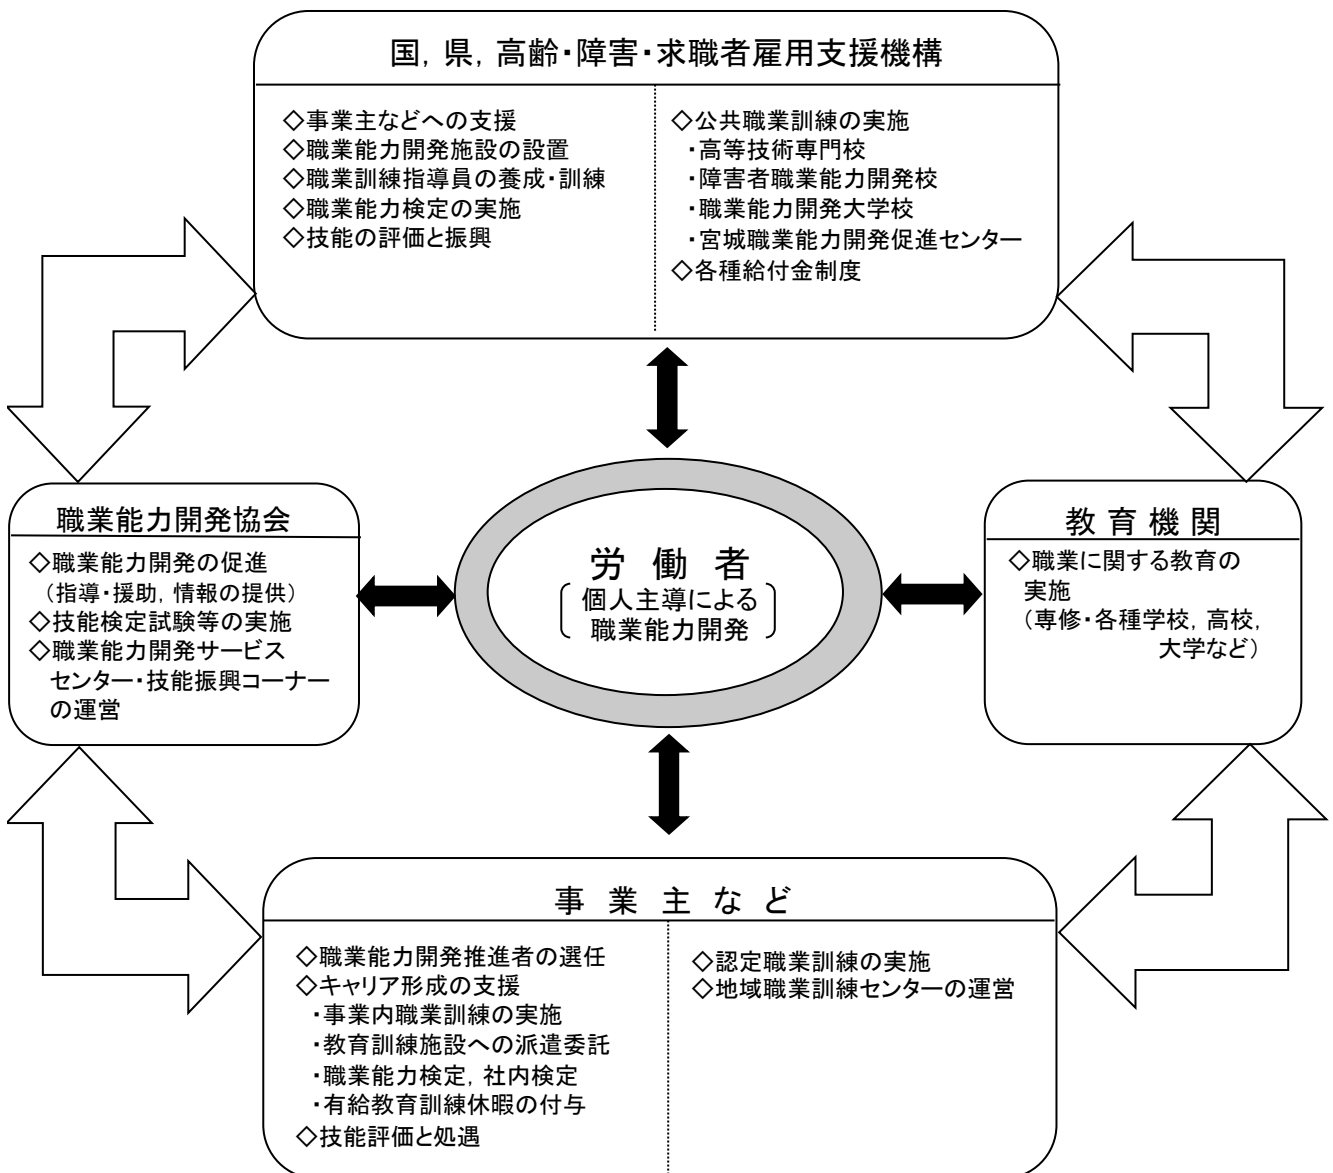 国，県，高齢・障害・求職者雇用支援機構
◇事業主などへの支援
◇職業能力開発施設の設置
◇職業訓練指導員の養成・訓練
◇職業能力検定の実施
◇技能の評価と振興
◇公共職業訓練の実施
・高等技術専門校
・障害者職業能力開発校
・職業能力開発大学校
・宮城職業能力開発促進センター
◇各種給付金制度
職業能力開発協会
◇職業能力開発の促進
（指導・援助，情報の提供）
◇技能検定試験等の実施
◇職業能力開発サービス
センター・技能振興コーナー
の運営
労　働　者
個人主導による
職業能力開発
教 育 機 関
◇職業に関する教育の
実施
（専修・各種学校，高校，
大学など）
事　業　主　な　ど
◇職業能力開発推進者の選任
◇キャリア形成の支援
・事業内職業訓練の実施
・教育訓練施設への派遣委託
・職業能力検定，社内検定
・有給教育訓練休暇の付与
◇技能評価と処遇
◇認定職業訓練の実施
◇地域職業訓練センターの運営